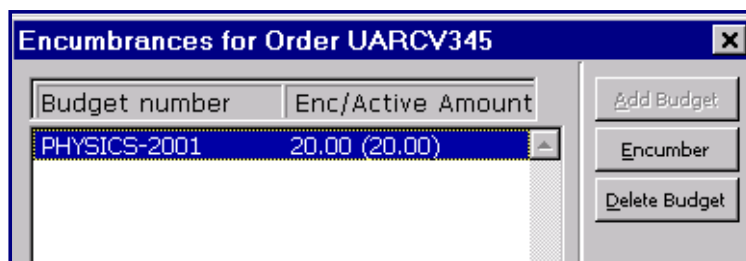 Encumbrances for Order UARCV345
Budget number Enc/Active Amount
PHYSICS-2001 20.00 (20.00)
Add Budget
Encumber
Delete Budget